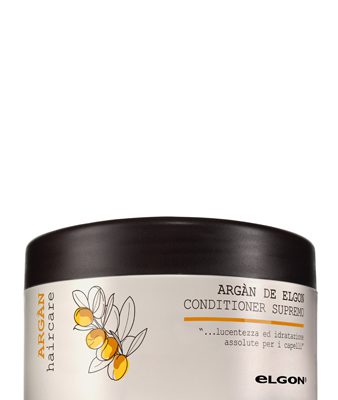 ARGÀN
haircare
ARGÀN DE ELGON
CONDITIONER SUPREMO
“...lucentezza ed idratazione
assolute per i capelli”
eLGON